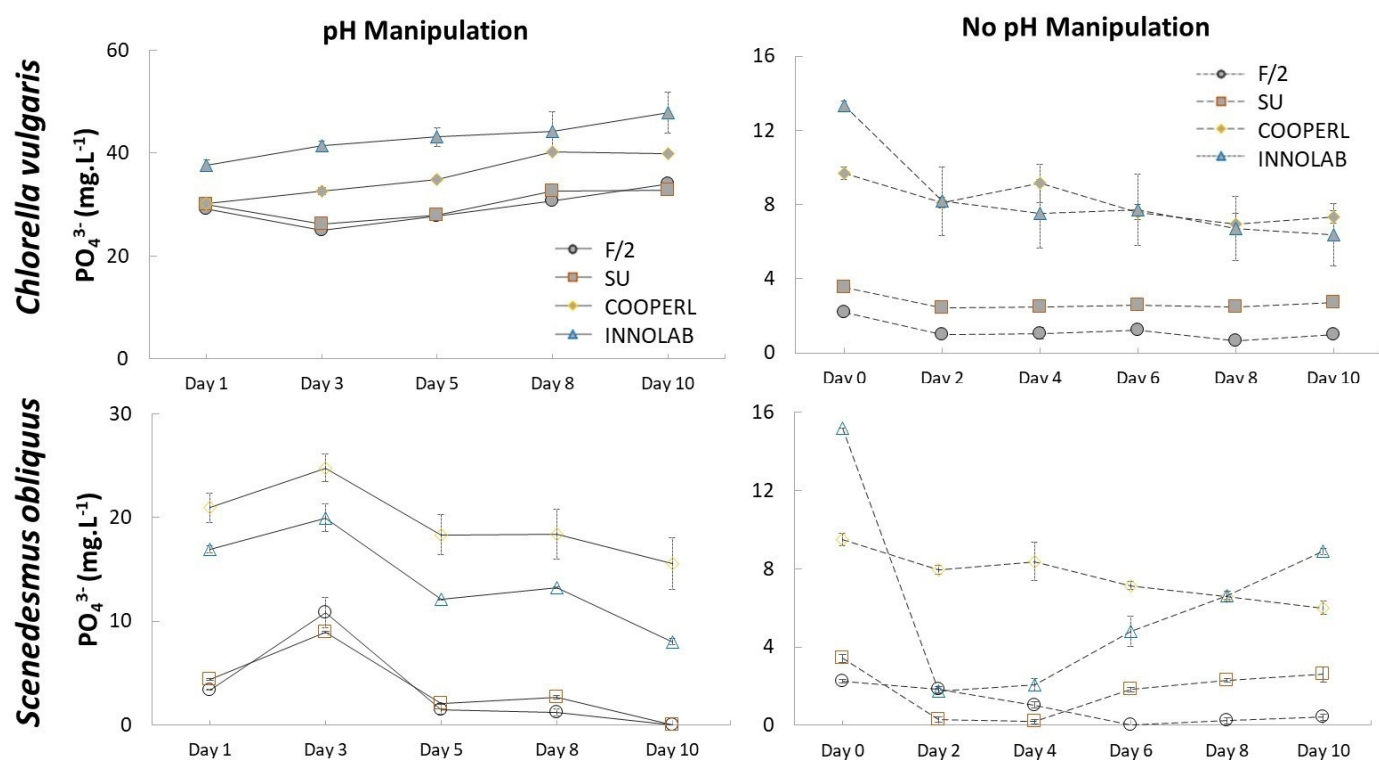 pH Manipulation
No pH Manipulation
Chlorella vulgaris
PO₄³⁻ (mg.L⁻¹)
60
40
20
0
F/2
SU
COOPERL
INNOLAB
Day 1
Day 3
Day 5
Day 8
Day 10
16
12
8
4
0
F/2
SU
COOPERL
INNOLAB
Day 0
Day 2
Day 4
Day 6
Day 8
Day 10
Scenedesmus obliquus
PO₄³⁻ (mg.L⁻¹)
30
20
10
0
Day 1
Day 3
Day 5
Day 8
Day 10
16
12
8
4
0
Day 0
Day 2
Day 4
Day 6
Day 8
Day 10